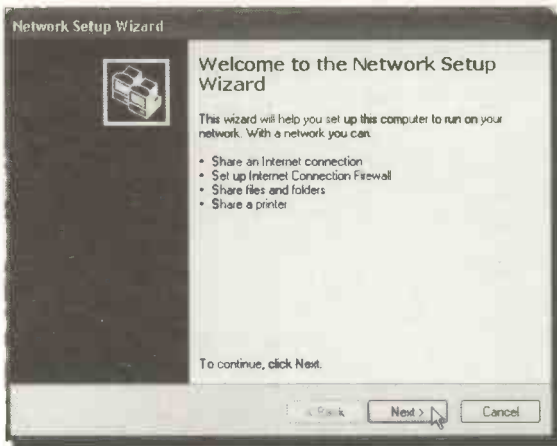 Network Setup Wizard
Welcome to the Network Setup
Wizard
This wizard will help you set up this computer to run on your
network. With a network you can
• Share an Internet connection
• Set up Internet Connection Firewall
• Share files and folders
• Share a printer
To continue, click Next.
< Back
Next >
Cancel